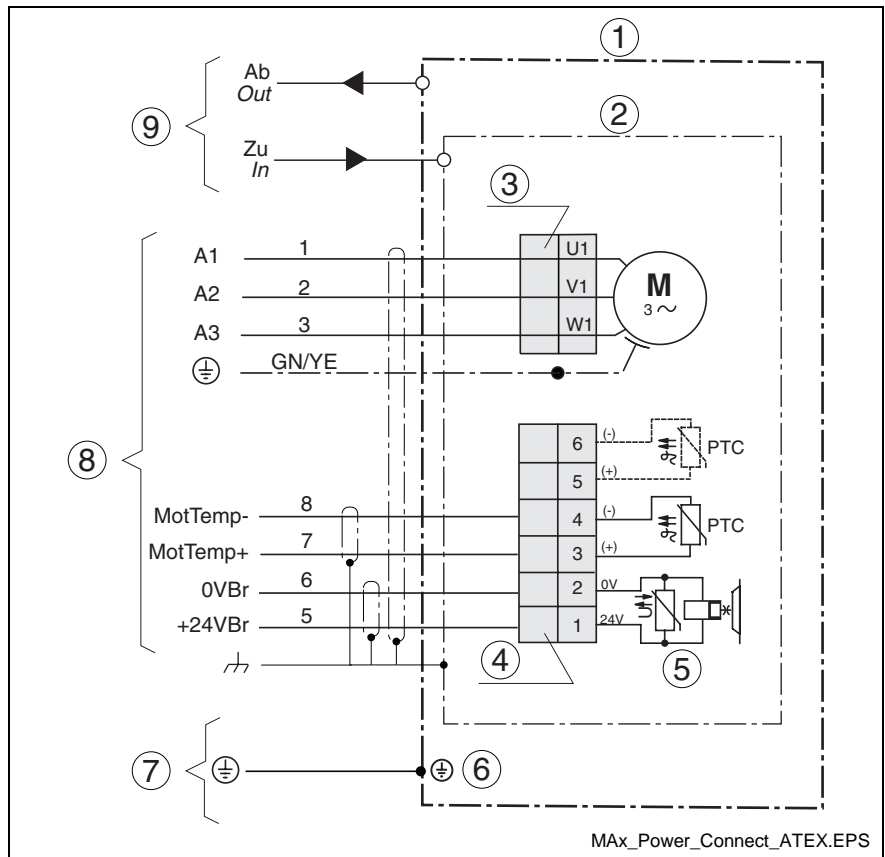 ①
Ab
Out
②
⑨
Zu
In
③
⑧
A1 1 U1
A2 2 V1 M
3 ~
A3 3 W1
GN/YE
6 (-) PTC
5 (+)
MotTemp- 8 4 (-) PTC
MotTemp+ 7 3 (+)
0VBr 6 2 0V
+24VBr 5 1 24V
④ ⑤
⑦ ⑥
MAx_Power_Connect_ATEX.EPS